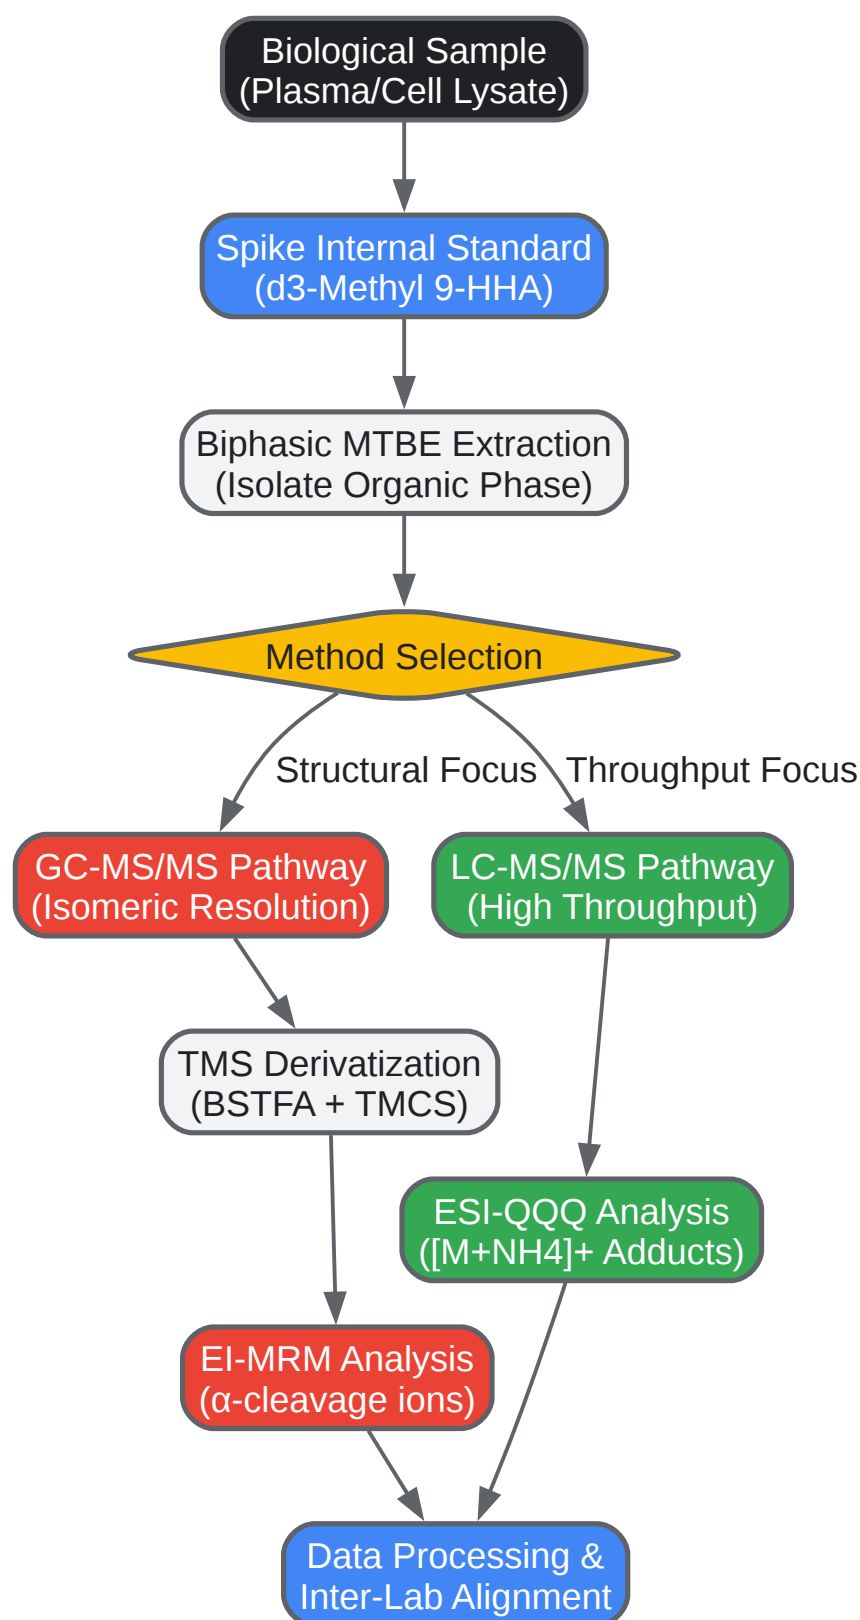 Biological Sample
(Plasma/Cell Lysate)
Spike Internal Standard
(d3-Methyl 9-HHA)
Biphasic MTBE Extraction
(Isolate Organic Phase)
Method Selection
Structural Focus
Throughput Focus
GC-MS/MS Pathway
(Isomeric Resolution)
LC-MS/MS Pathway
(High Throughput)
TMS Derivatization
(BSTFA + TMCS)
ESI-QQQ Analysis
([M+NH4]+ Adducts)
EI-MRM Analysis
(α-cleavage ions)
Data Processing &
Inter-Lab Alignment